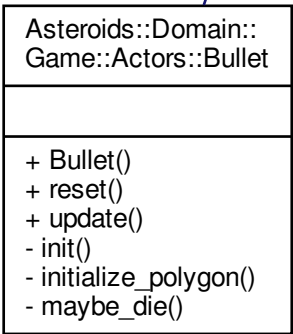 Asteroids::Domain::
Game::Actors::Bullet
+ Bullet()
+ reset()
+ update()
- init()
- initialize_polygon()
- maybe_die()